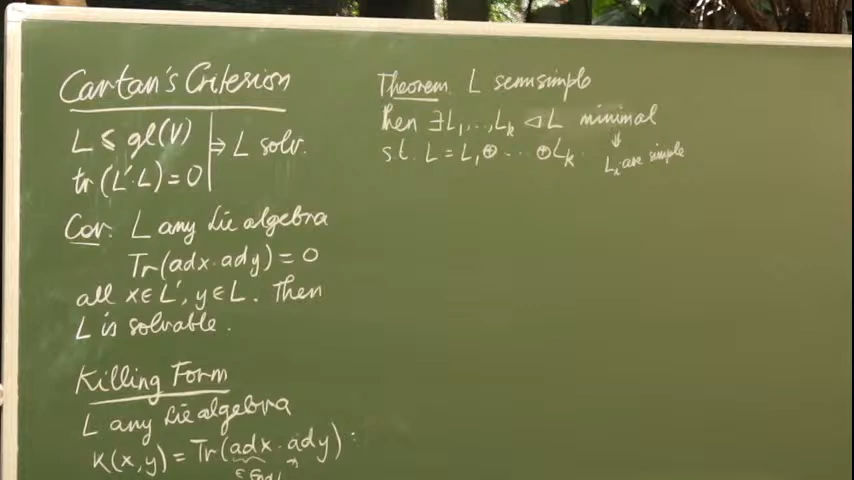 Cartan's Criterion
L ≤ gl(V)
tr(L'·L) = 0
⇒ L solv.
Cor. L any Lie algebra
Tr(adx·ady) = 0
all x∈L', y∈L. Then
L is solvable.
Killing Form
L any Lie algebra
K(x,y) = Tr(adx·ady) :
Theorem. L semisimple
then ∃L₁,...,Lₖ ◁ L minimal
s.t. L = L₁⊕...⊕Lₖ.
⇓
Lᵢ are simple